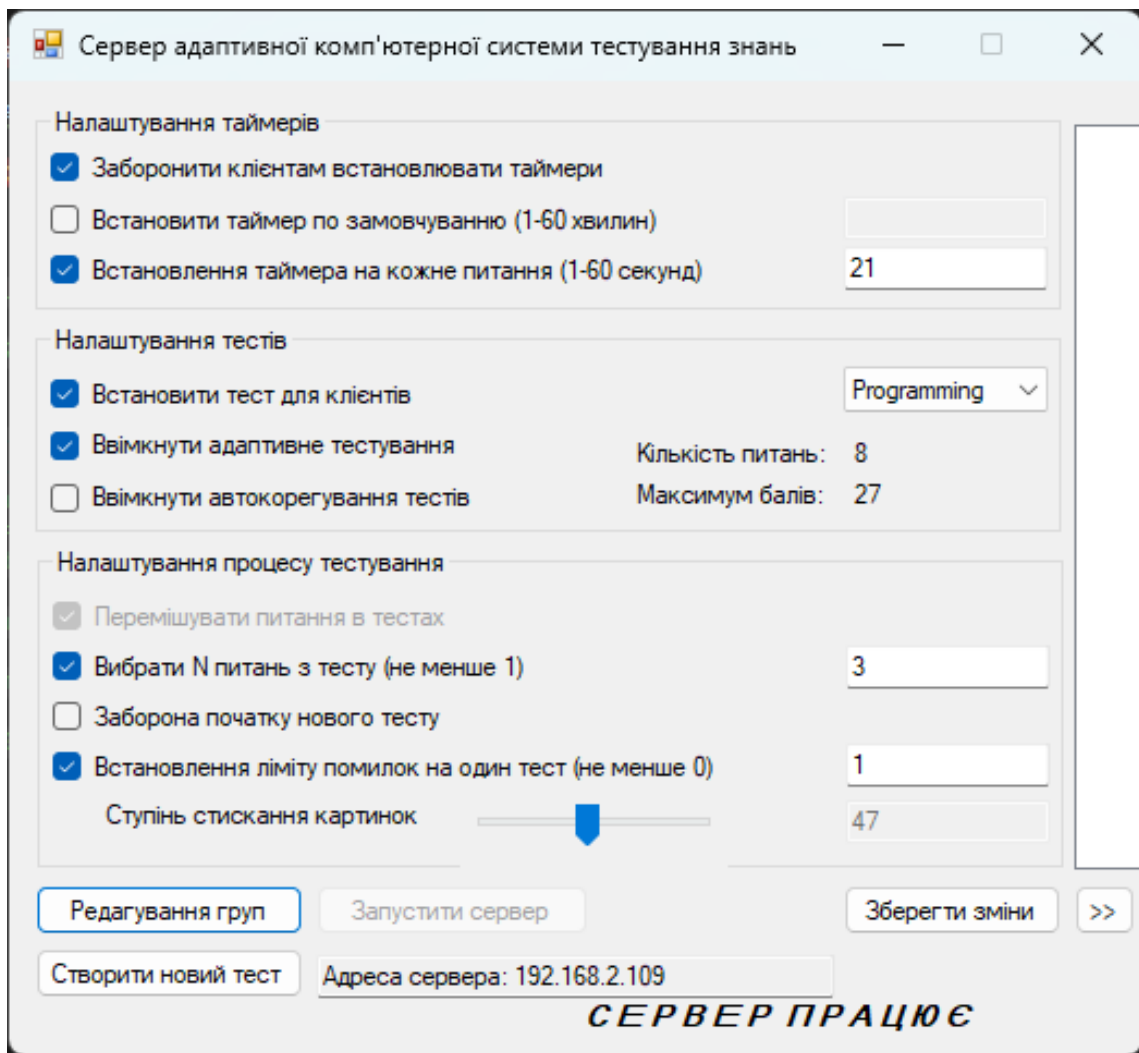 Сервер адаптивної комп'ютерної системи тестування знань
Налаштування таймерів
Заборонити клієнтам встановлювати таймери
Встановити таймер по замовчуванню (1-60 хвилин)
Встановлення таймера на кожне питання (1-60 секунд) 21
Налаштування тестів
Встановити тест для клієнтів Programming
Ввімкнути адаптивне тестування
Кількість питань: 8
Ввімкнути автокорегування тестів
Максимум балів: 27
Налаштування процесу тестування
Перемішувати питання в тестах
Вибрати N питань з тесту (не менше 1) 3
Заборона початку нового тесту
Встановлення ліміту помилок на один тест (не менше 0) 1
Ступінь стискання картинок 47
Редагування груп Запустити сервер Зберегти зміни >>
Створити новий тест Адреса сервера: 192.168.2.109
СЕРВЕР ПРАЦЮЄ